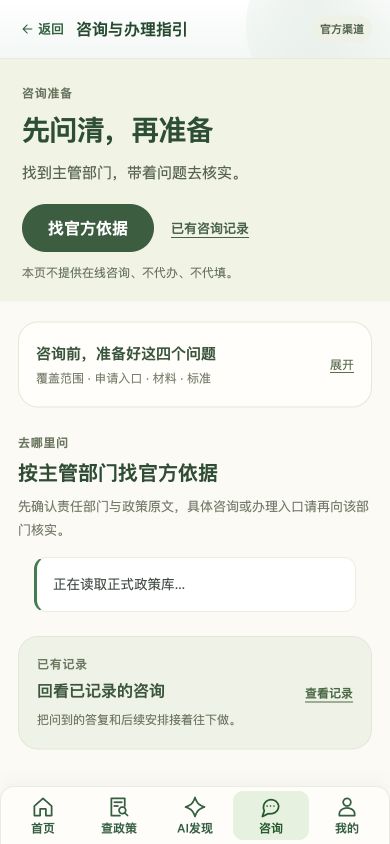 ← 返回 咨询与办理指引 官方渠道
咨询准备
先问清，再准备
找到主管部门，带着问题去核实。
找官方依据 已有咨询记录
本页不提供在线咨询、不代办、不代填。
咨询前，准备好这四个问题
展开
覆盖范围 · 申请入口 · 材料 · 标准
去哪里问
按主管部门找官方依据
先确认责任部门与政策原文，具体咨询或办理入口请再向该部
门核实。
正在读取正式政策库...
已有记录
回看已记录的咨询
查看记录
把问到的答复和后续安排接着往下做。
首页 查政策 AI发现 咨询 我的